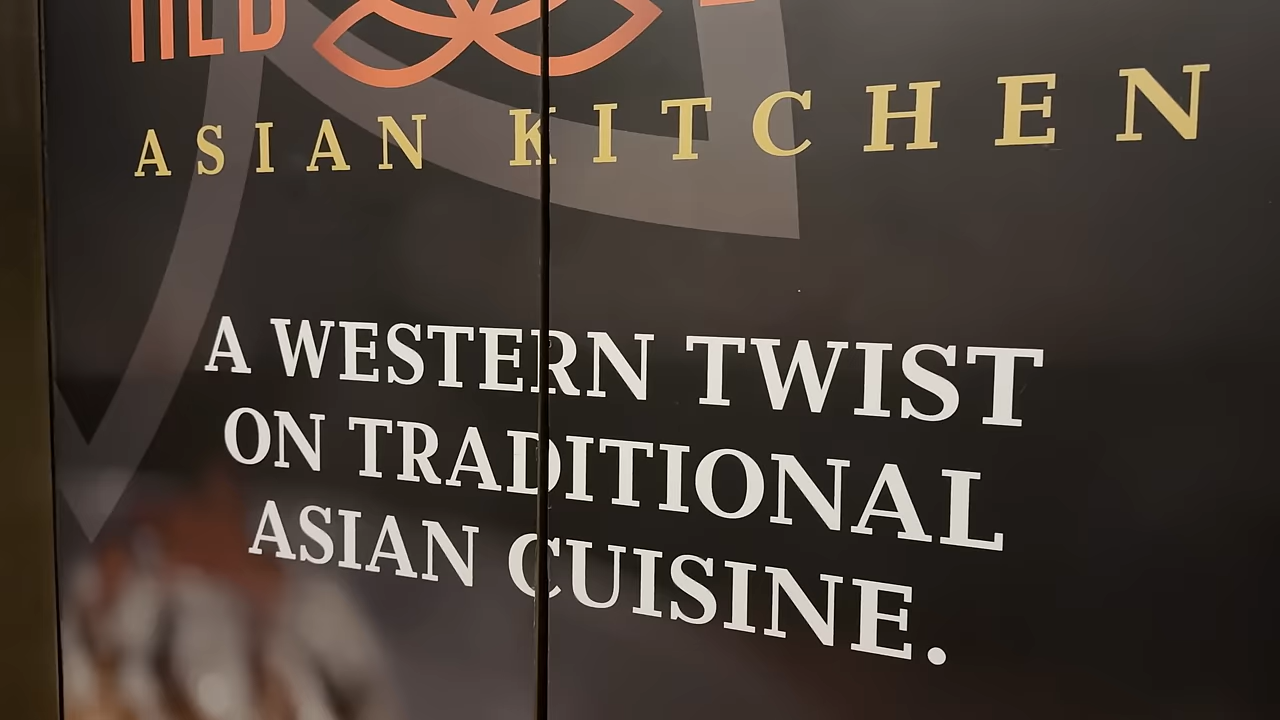 ASIAN KITCHEN
A WESTERN TWIST
ON TRADITIONAL
ASIAN CUISINE.